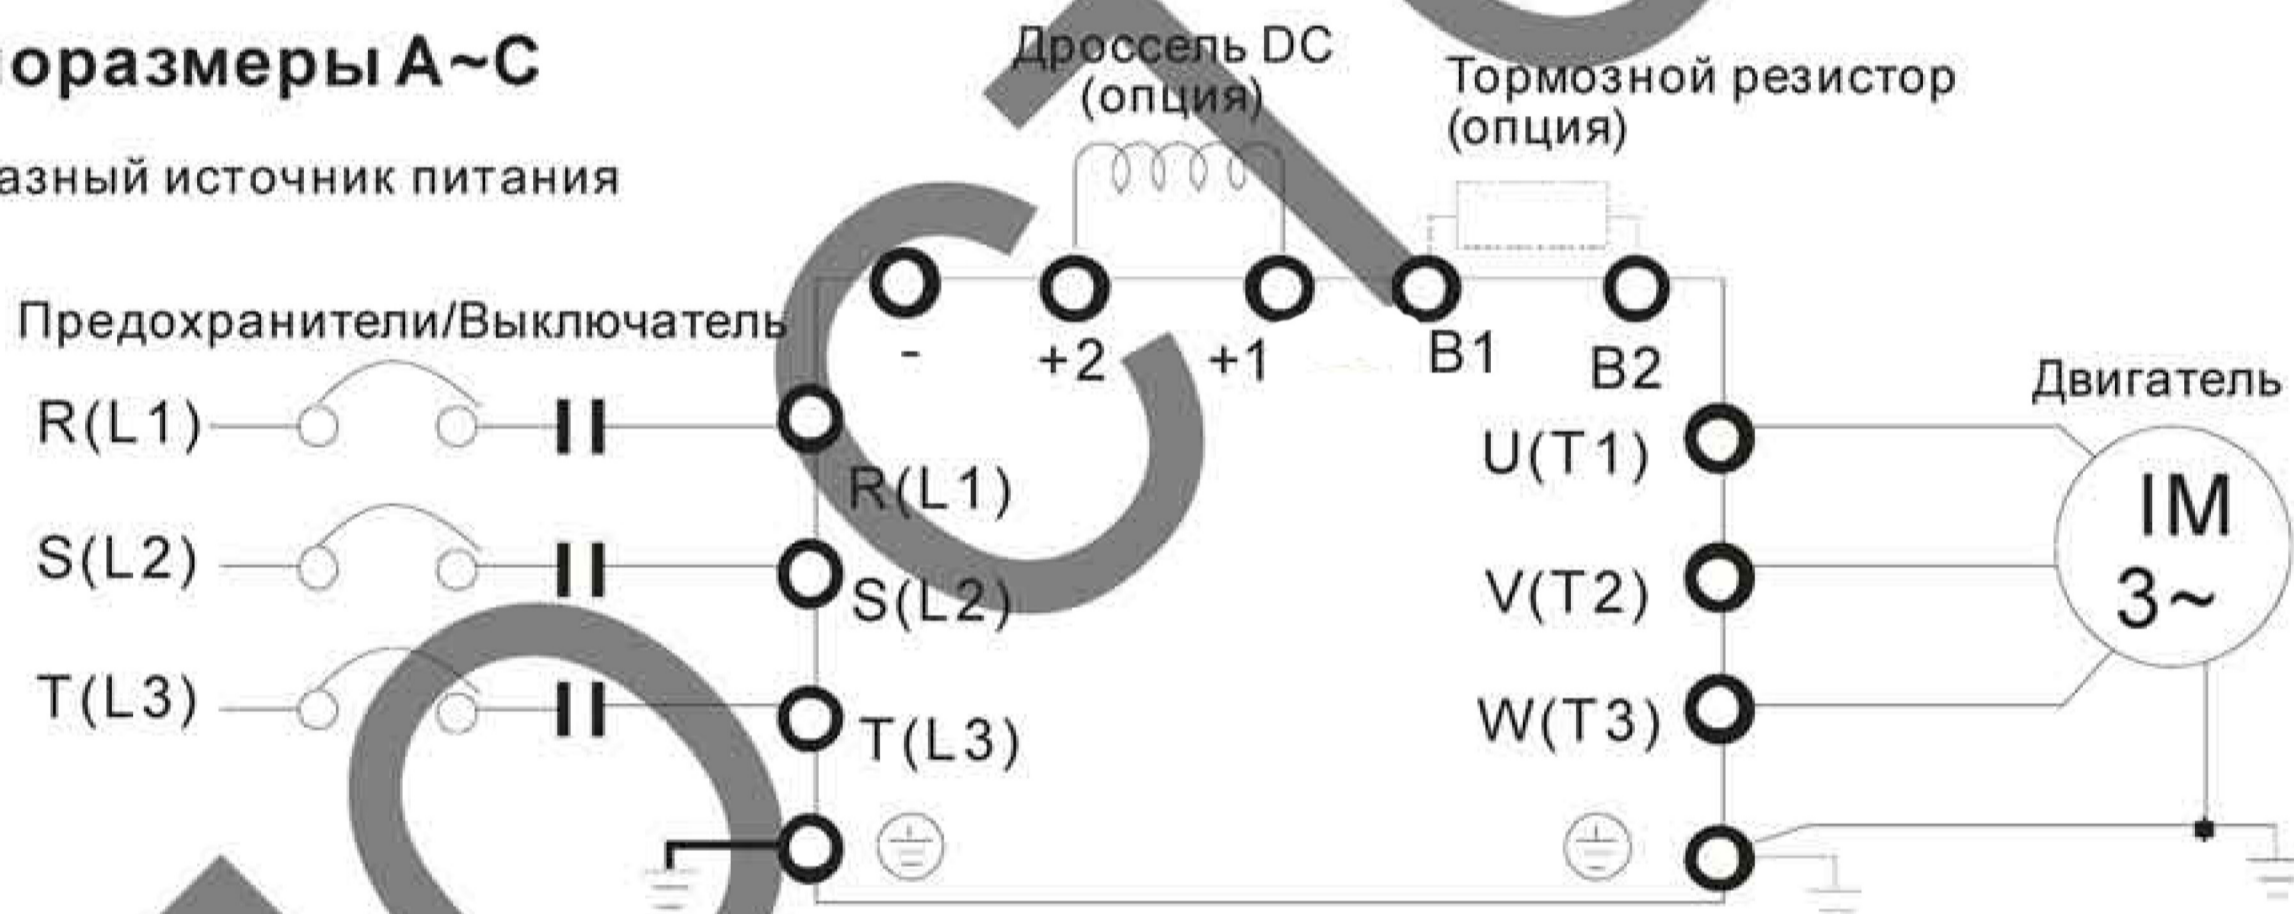 оразмеры A~C
Дроссель DC
(опция)
Тормозной резистор
(опция)
азный источник питания
Предохранители/Выключатель
-
+2
+1
B1
B2
Двигатель
R(L1)
R(L1)
U(T1)
IM
3~
S(L2)
S(L2)
V(T2)
T(L3)
T(L3)
W(T3)